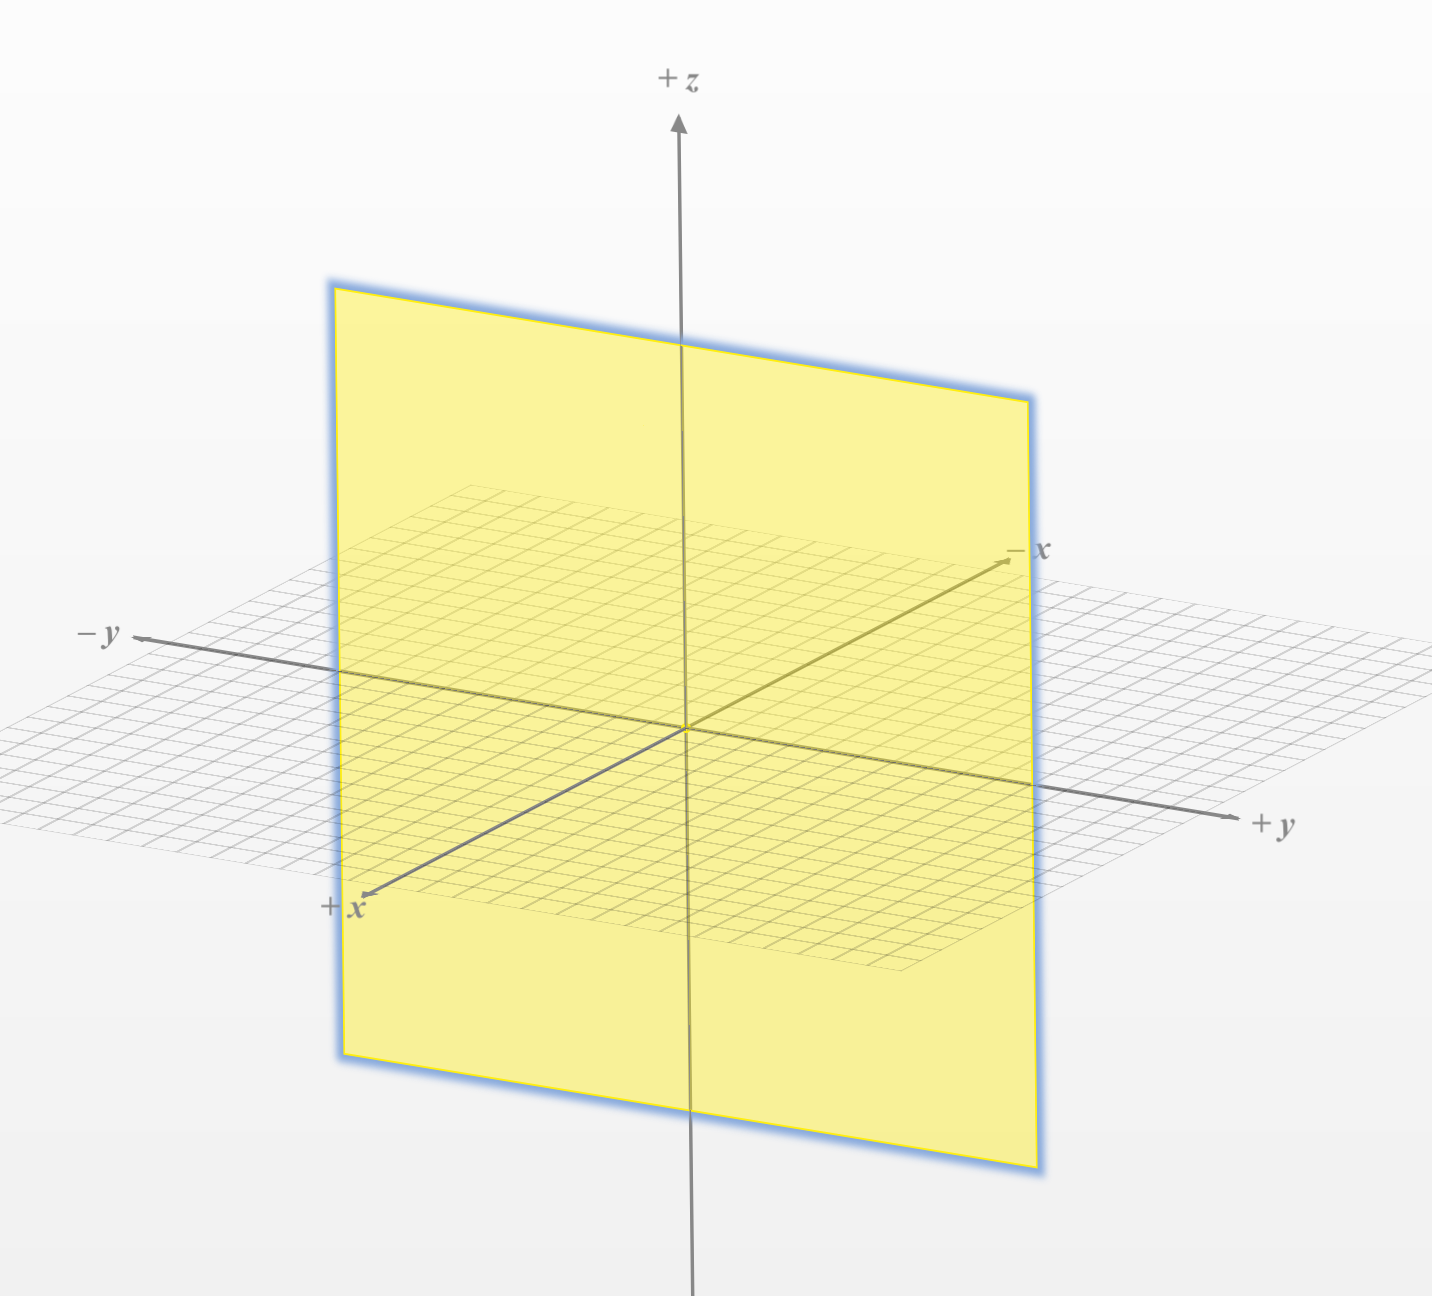 + z
− x
− y
+ y
+ x